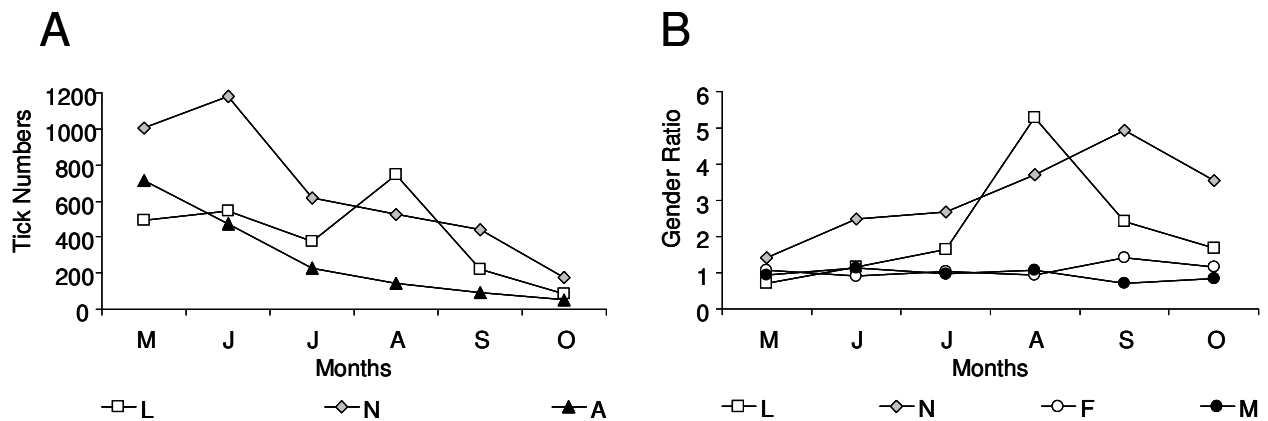 A
Tick Numbers
1200
1000
800
600
400
200
0
M J J A S O
Months
L N A
B
Gender Ratio
6
5
4
3
2
1
0
M J J A S O
Months
L N F M